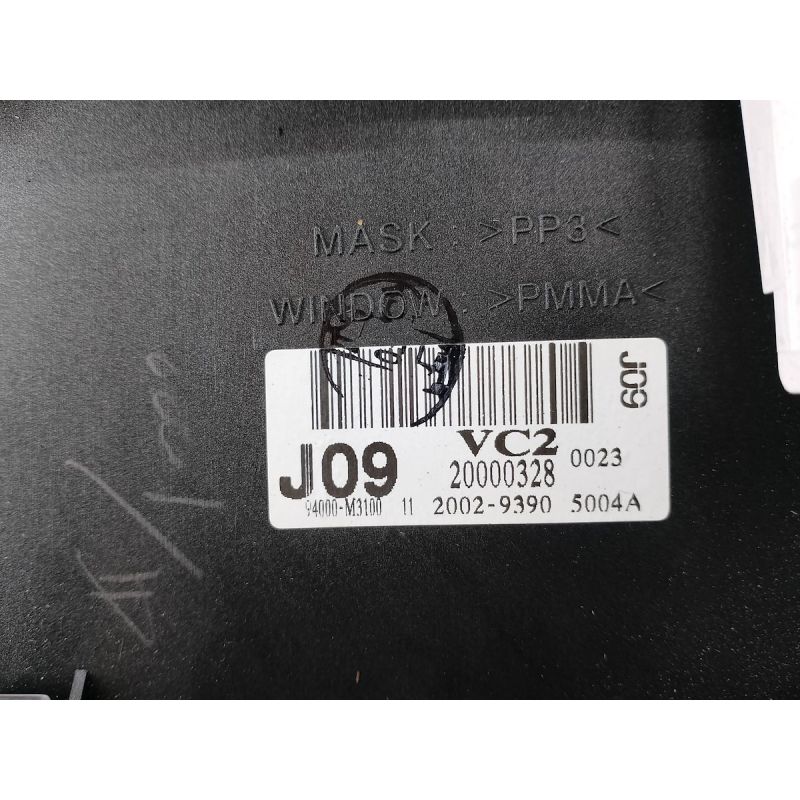 MASK : >PP3<
WINDOW : >PMMA<
J09
VC2
J09 20000328 0023
94000-M3100 11 2002-9390 5004A